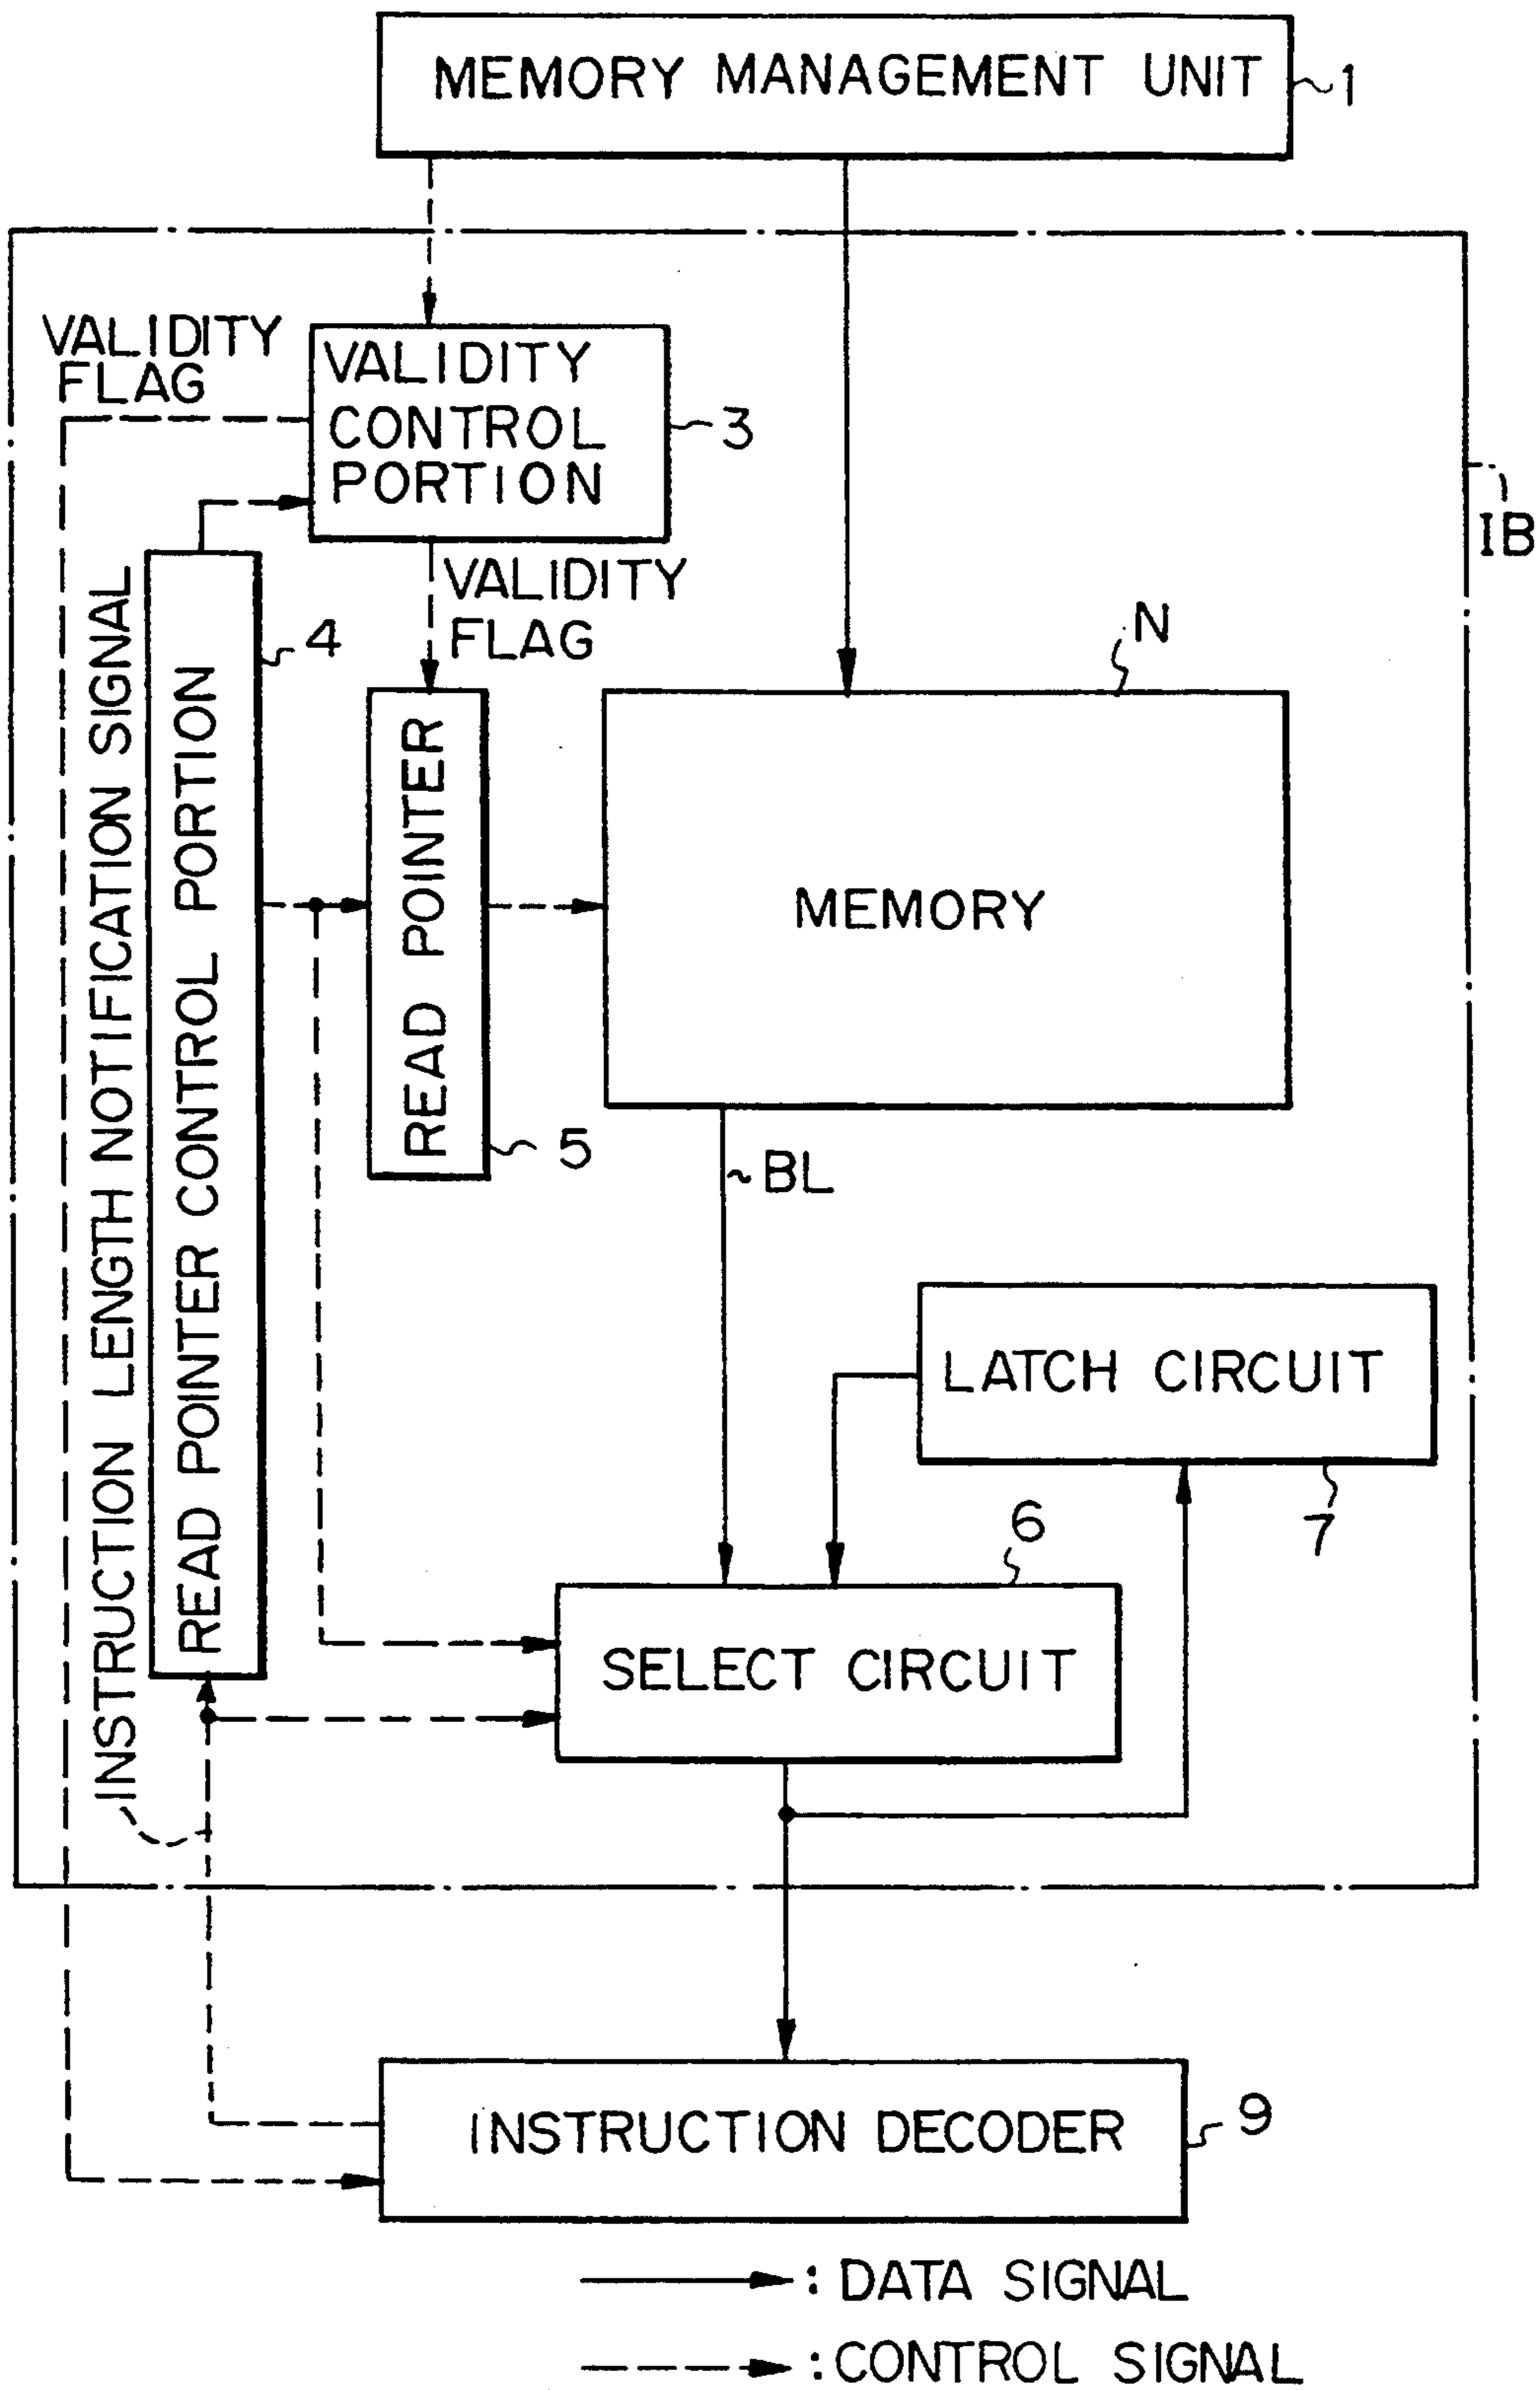 MEMORY MANAGEMENT UNIT
1
VALIDITY
FLAG
VALIDITY
CONTROL
PORTION
3
IB
VALIDITY
FLAG
INSTRUCTION LENGTH NOTIFICATION SIGNAL
READ POINTER CONTROL PORTION
4
READ POINTER
5
N
MEMORY
BL
LATCH CIRCUIT
7
6
SELECT CIRCUIT
INSTRUCTION DECODER
9
: DATA SIGNAL
: CONTROL SIGNAL